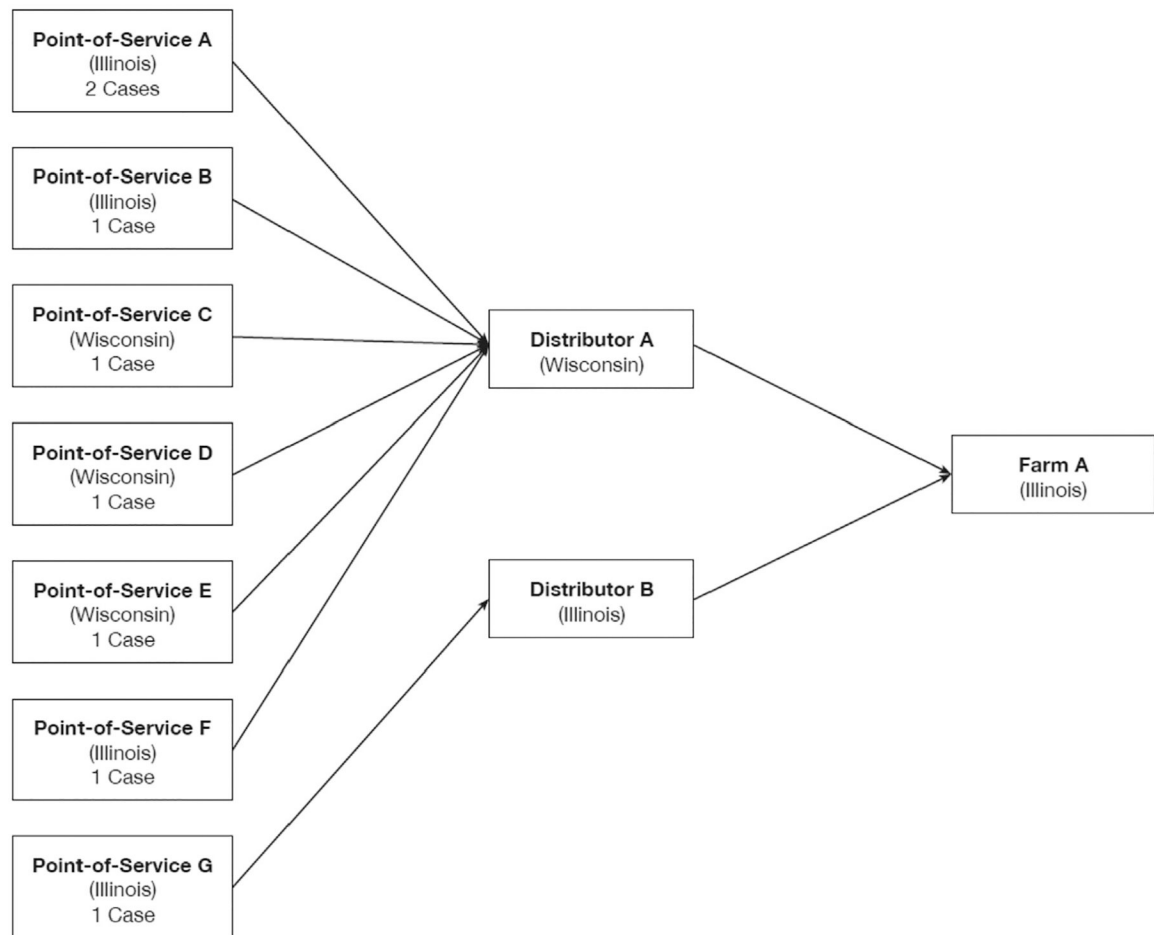 Point-of-Service A
(Illinois)
2 Cases
Point-of-Service B
(Illinois)
1 Case
Point-of-Service C
(Wisconsin)
1 Case
Point-of-Service D
(Wisconsin)
1 Case
Point-of-Service E
(Wisconsin)
1 Case
Point-of-Service F
(Illinois)
1 Case
Point-of-Service G
(Illinois)
1 Case
Distributor A
(Wisconsin)
Distributor B
(Illinois)
Farm A
(Illinois)